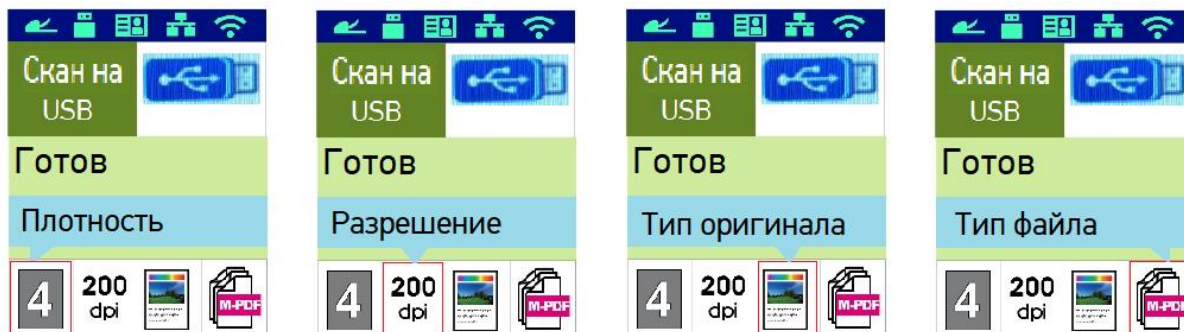 Скан на
USB
Готов
Плотность
4
200
dpi
M-PDF
Скан на
USB
Готов
Разрешение
4
200
dpi
M-PDF
Скан на
USB
Готов
Тип оригинала
4
200
dpi
M-PDF
Скан на
USB
Готов
Тип файла
4
200
dpi
M-PDF